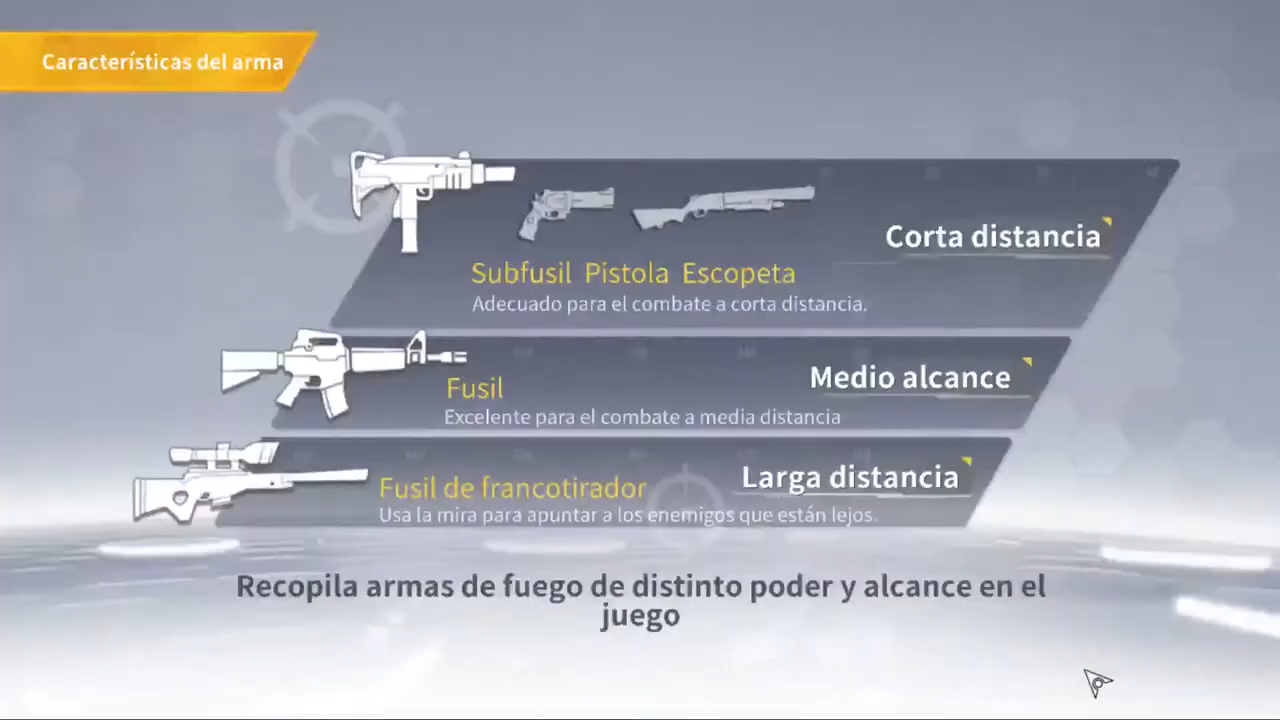 Características del arma
Corta distancia
Subfusil Pistola Escopeta
Adecuado para el combate a corta distancia.
Medio alcance
Fusil
Excelente para el combate a media distancia
Larga distancia
Fusil de francotirador
Usa la mira para apuntar a los enemigos que están lejos.
Recopila armas de fuego de distinto poder y alcance en el
juego